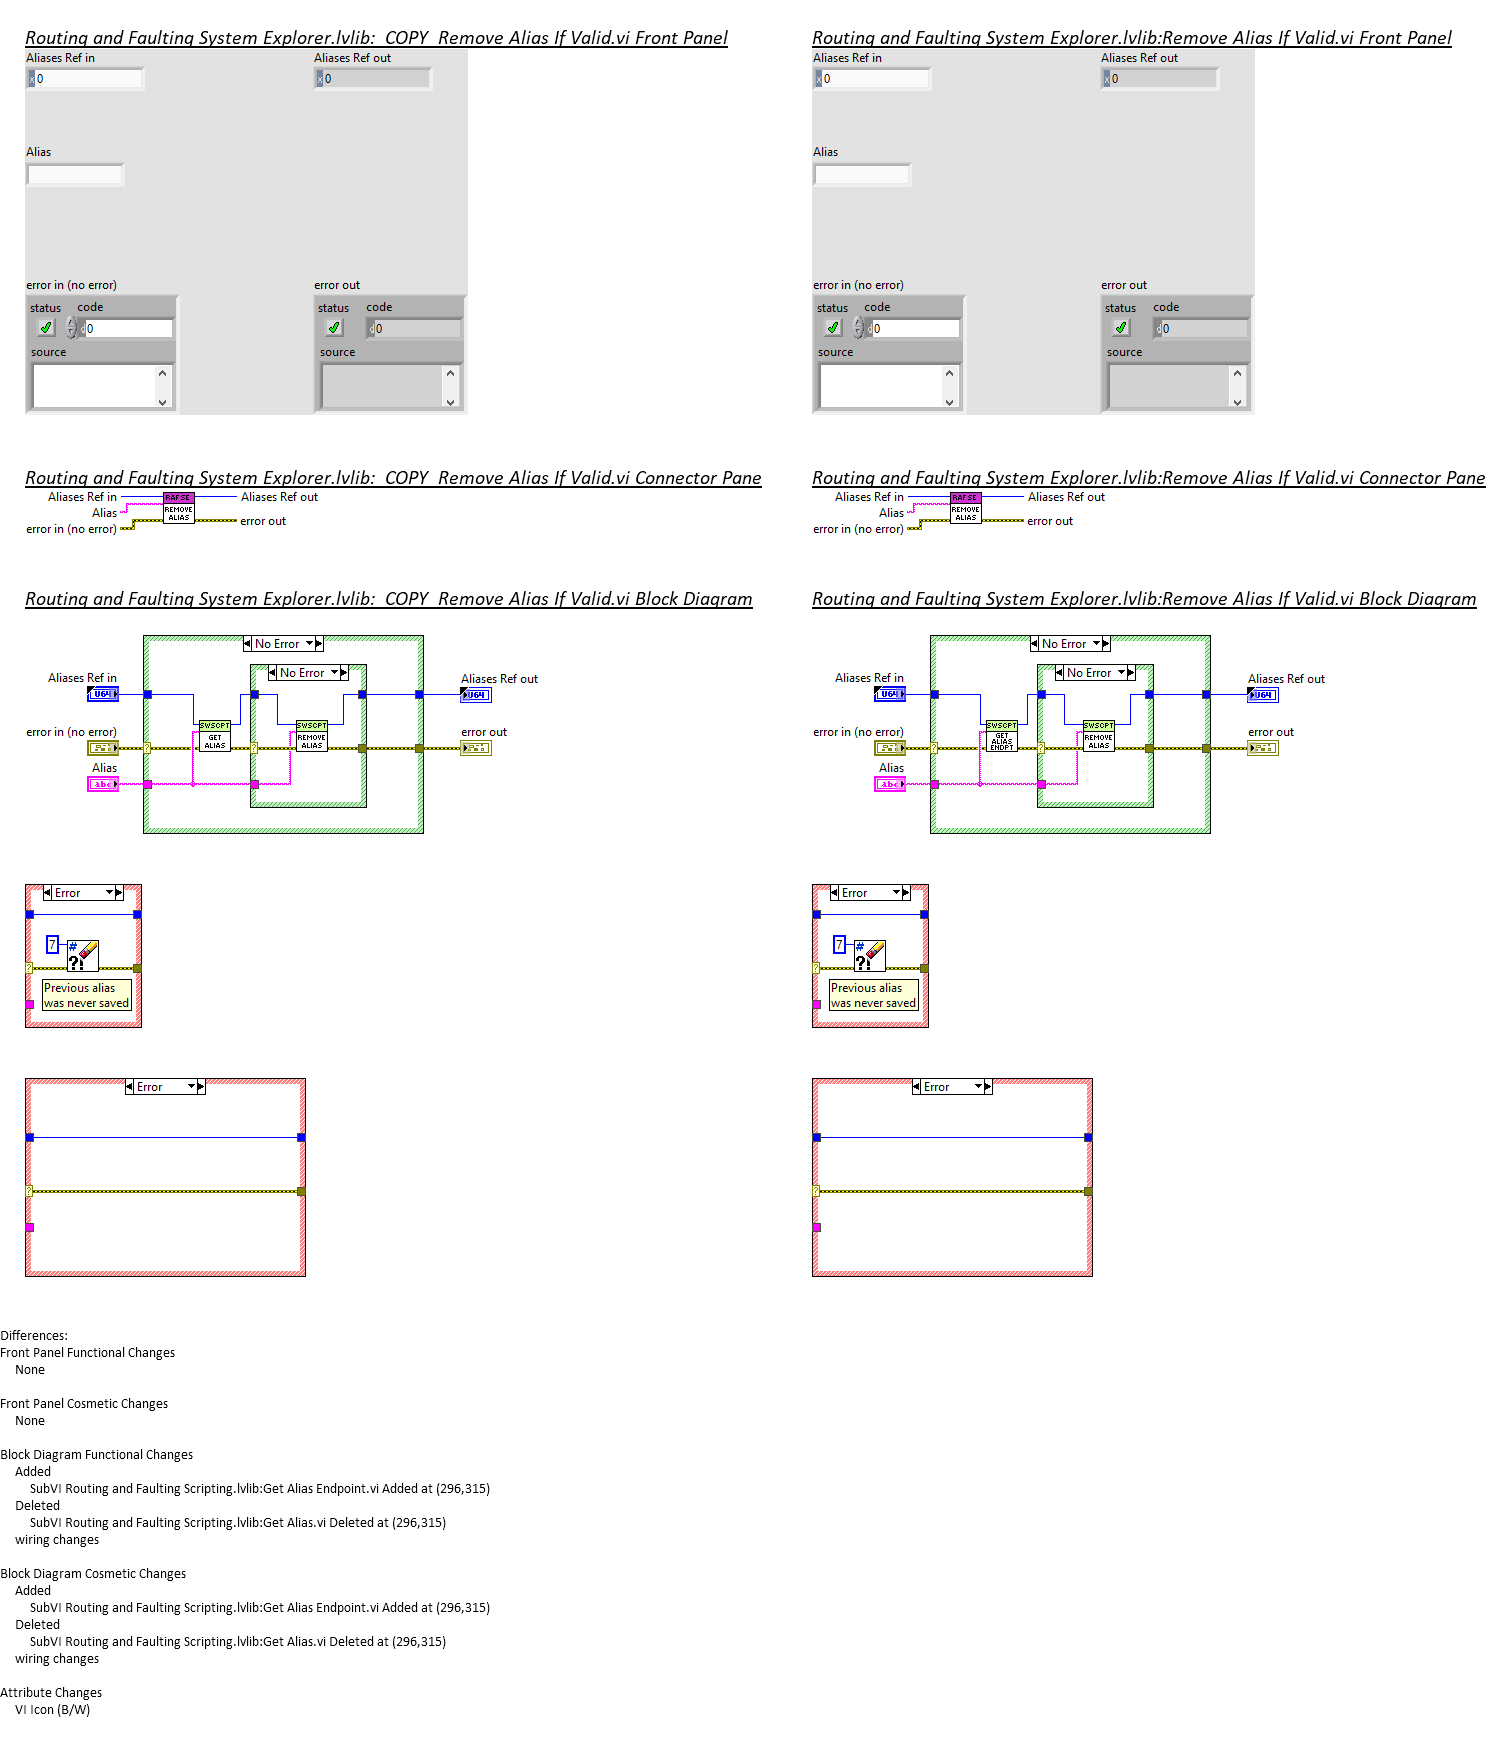 Routing and Faulting System Explorer.lvlib:  COPY  Remove Alias If Valid.vi Front Panel
Aliases Ref in
Aliases Ref out
x 0
x 0
Alias
error in (no error)
error out
status code
status code
d 0
d 0
source
source
Routing and Faulting System Explorer.lvlib:Remove Alias If Valid.vi Front Panel
Aliases Ref in
Aliases Ref out
x 0
x 0
Alias
error in (no error)
error out
status code
status code
d 0
d 0
source
source
Routing and Faulting System Explorer.lvlib:  COPY  Remove Alias If Valid.vi Connector Pane
Aliases Ref in
RAFSE
Aliases Ref out
Alias
REMOVE
ALIAS
error in (no error)
error out
Routing and Faulting System Explorer.lvlib:Remove Alias If Valid.vi Connector Pane
Aliases Ref in
RAFSE
Aliases Ref out
Alias
REMOVE
ALIAS
error in (no error)
error out
Routing and Faulting System Explorer.lvlib:  COPY  Remove Alias If Valid.vi Block Diagram
No Error
No Error
Aliases Ref in
U64
Aliases Ref out
U64
SWSCPT
GET
ALIAS
SWSCPT
REMOVE
ALIAS
error in (no error)
?
?
error out
Alias
abc
Error
7
#
?!
?
Previous alias
was never saved
Error
?
Routing and Faulting System Explorer.lvlib:Remove Alias If Valid.vi Block Diagram
No Error
No Error
Aliases Ref in
U64
Aliases Ref out
U64
SWSCPT
GET
ALIAS
ENDPT
SWSCPT
REMOVE
ALIAS
error in (no error)
?
?
error out
Alias
abc
Error
7
#
?!
?
Previous alias
was never saved
Error
?
Differences:
Front Panel Functional Changes
None
Front Panel Cosmetic Changes
None
Block Diagram Functional Changes
Added
SubVI Routing and Faulting Scripting.lvlib:Get Alias Endpoint.vi Added at (296,315)
Deleted
SubVI Routing and Faulting Scripting.lvlib:Get Alias.vi Deleted at (296,315)
wiring changes
Block Diagram Cosmetic Changes
Added
SubVI Routing and Faulting Scripting.lvlib:Get Alias Endpoint.vi Added at (296,315)
Deleted
SubVI Routing and Faulting Scripting.lvlib:Get Alias.vi Deleted at (296,315)
wiring changes
Attribute Changes
VI Icon (B/W)